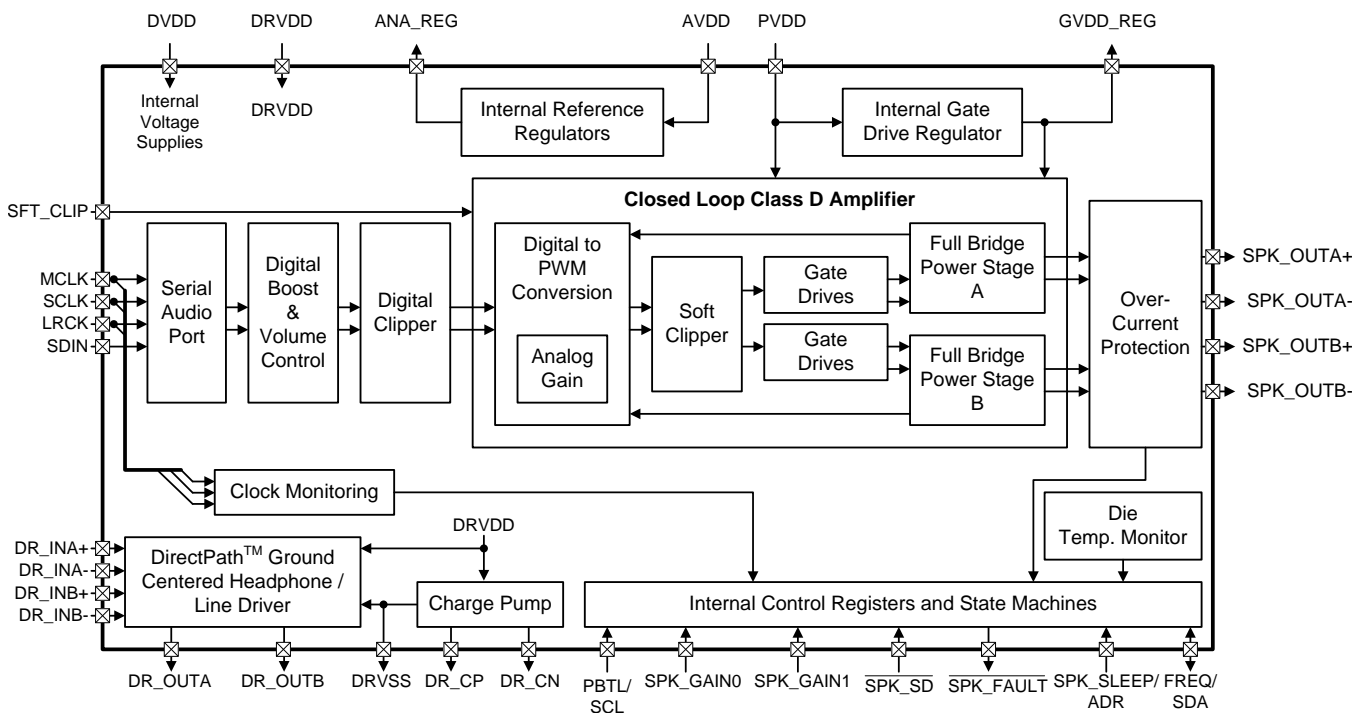 DVDD
DRVDD
ANA_REG
AVDD
PVDD
GVDD_REG
Internal
Voltage
Supplies
DRVDD
Internal Reference
Regulators
Internal Gate
Drive Regulator
Closed Loop Class D Amplifier
SFT_CLIP
MCLK
SCLK
LRCK
SDIN
Serial
Audio
Port
Digital
Boost
&
Volume
Control
Digital
Clipper
Digital to
PWM
Conversion
Analog
Gain
Soft
Clipper
Gate
Drives
Gate
Drives
Full Bridge
Power Stage
A
Full Bridge
Power Stage
B
Over-
Current
Protection
SPK_OUTA+
SPK_OUTA-
SPK_OUTB+
SPK_OUTB-
Clock Monitoring
Die
Temp. Monitor
DRVDD
DR_INA+
DR_INA-
DR_INB+
DR_INB-
DirectPath™ Ground
Centered Headphone /
Line Driver
Charge Pump
Internal Control Registers and State Machines
DR_OUTA
DR_OUTB
DRVSS
DR_CP
DR_CN
PBTL/
SCL
SPK_GAIN0
SPK_GAIN1
SPK_SD
SPK_FAULT
SPK_SLEEP/
ADR
FREQ/
SDA